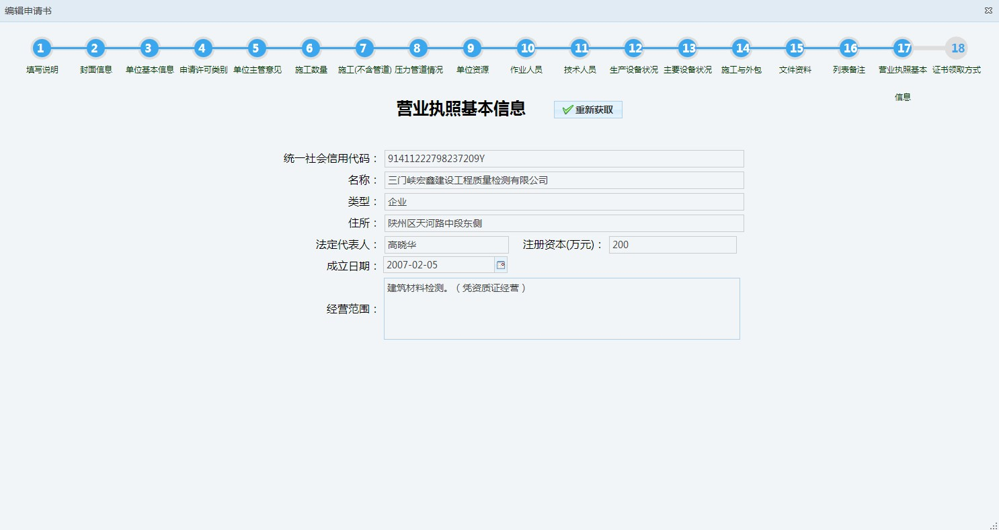 编辑申请书
1 2 3 4 5 6 7 8 9 10 11 12 13 14 15 16 17 18
填写说明 封面信息 单位基本信息 申请许可类别 单位主管意见 施工数量 施工(不含管道) 压力管道情况 单位资源 作业人员 技术人员 生产设备状况 主要设备状况 施工与外包 文件资料 列表备注 营业执照基本 证书领取方式
信息
营业执照基本信息 重新获取
统一社会信用代码： 91411222798237209Y
名称： 三门峡宏鑫建设工程质量检测有限公司
类型： 企业
住所： 陕州区天河路中段东侧
法定代表人： 高晓华 注册资本(万元)： 200
成立日期： 2007-02-05
经营范围： 建筑材料检测。（凭资质证经营）